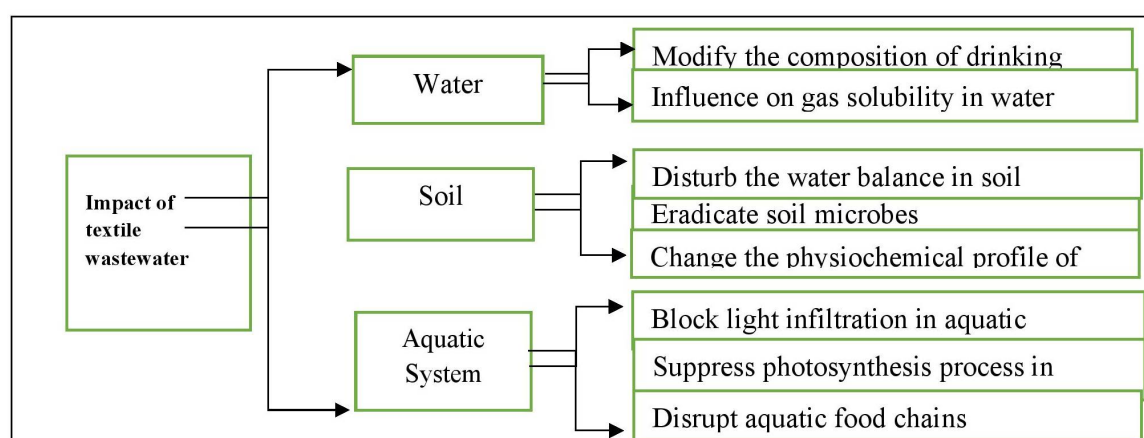 Impact of
textile
wastewater
Water
Modify the composition of drinking
Influence on gas solubility in water
Soil
Disturb the water balance in soil
Eradicate soil microbes
Change the physiochemical profile of
Aquatic
System
Block light infiltration in aquatic
Suppress photosynthesis process in
Disrupt aquatic food chains